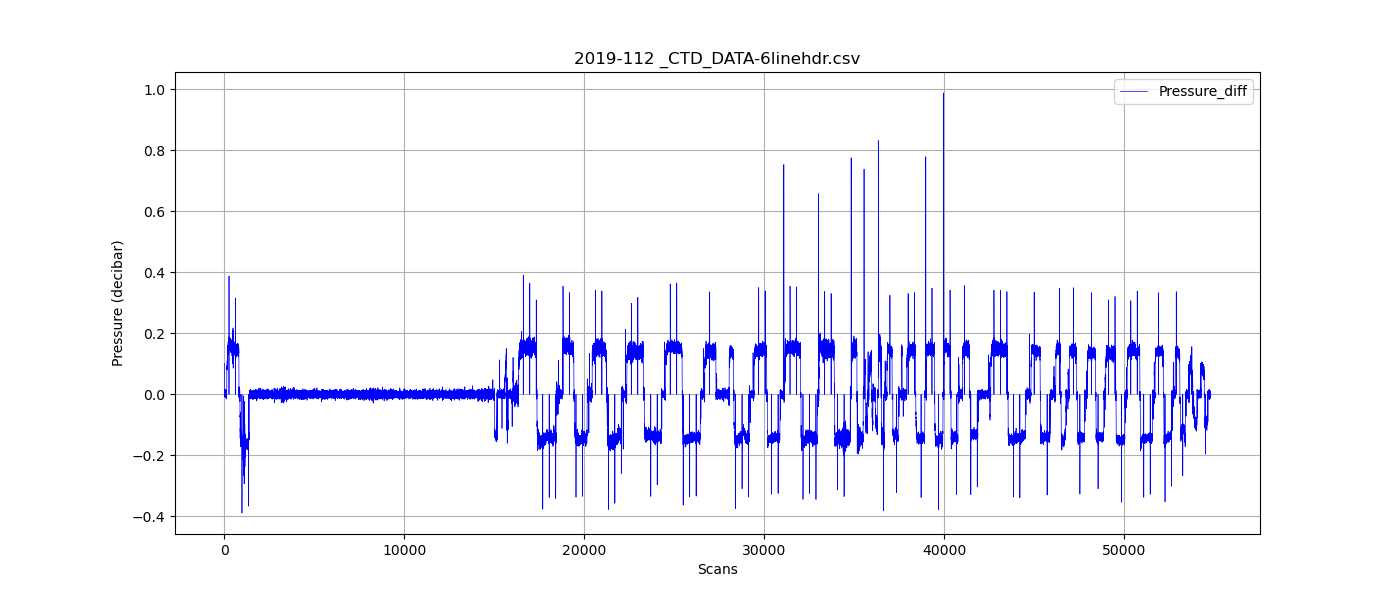 2019-112 _CTD_DATA-6linehdr.csv
Pressure_diff
1.0
0.8
0.6
0.4
0.2
0.0
−0.2
−0.4
Pressure (decibar)
0 10000 20000 30000 40000 50000
Scans